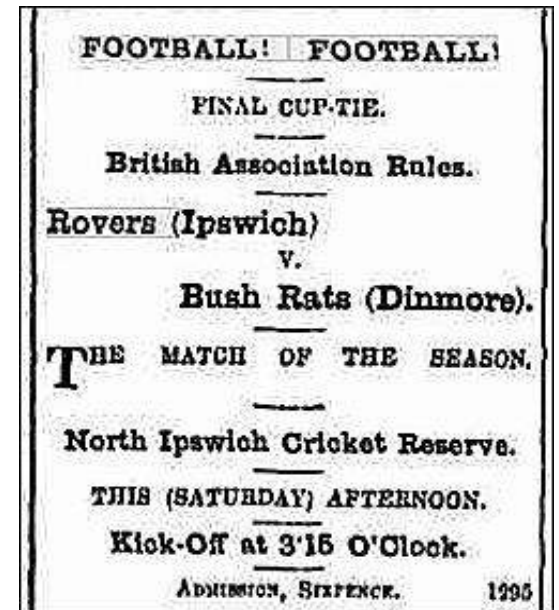 FOOTBALL! FOOTBALL!
FINAL CUP-TIE.
British Association Rules.
Rovers (Ipswich)
V.
Bush Rats (Dinmore).
THE MATCH OF THE SEASON.
North Ipswich Cricket Reserve.
THIS (SATURDAY) AFTERNOON.
Kick-Off at 3'15 O'Clock.
ADMISSION, SIXPENCE. 1295